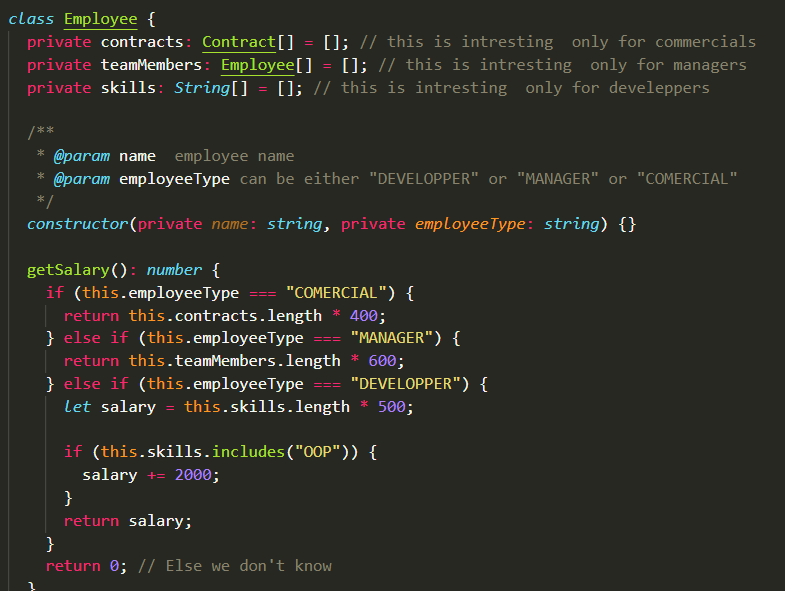 class Employee {
private contracts: Contract[] = []; // this is intresting  only for commercials
private teamMembers: Employee[] = []; // this is intresting  only for managers
private skills: String[] = []; // this is intresting  only for develeppers
/**
* @param name  employee name
* @param employeeType can be either "DEVELOPPER" or "MANAGER" or "COMERCIAL"
*/
constructor(private name: string, private employeeType: string) {}
getSalary(): number {
if (this.employeeType === "COMERCIAL") {
return this.contracts.length * 400;
} else if (this.employeeType === "MANAGER") {
return this.teamMembers.length * 600;
} else if (this.employeeType === "DEVELOPPER") {
let salary = this.skills.length * 500;
if (this.skills.includes("OOP")) {
salary += 2000;
}
return salary;
}
return 0; // Else we don't know
}